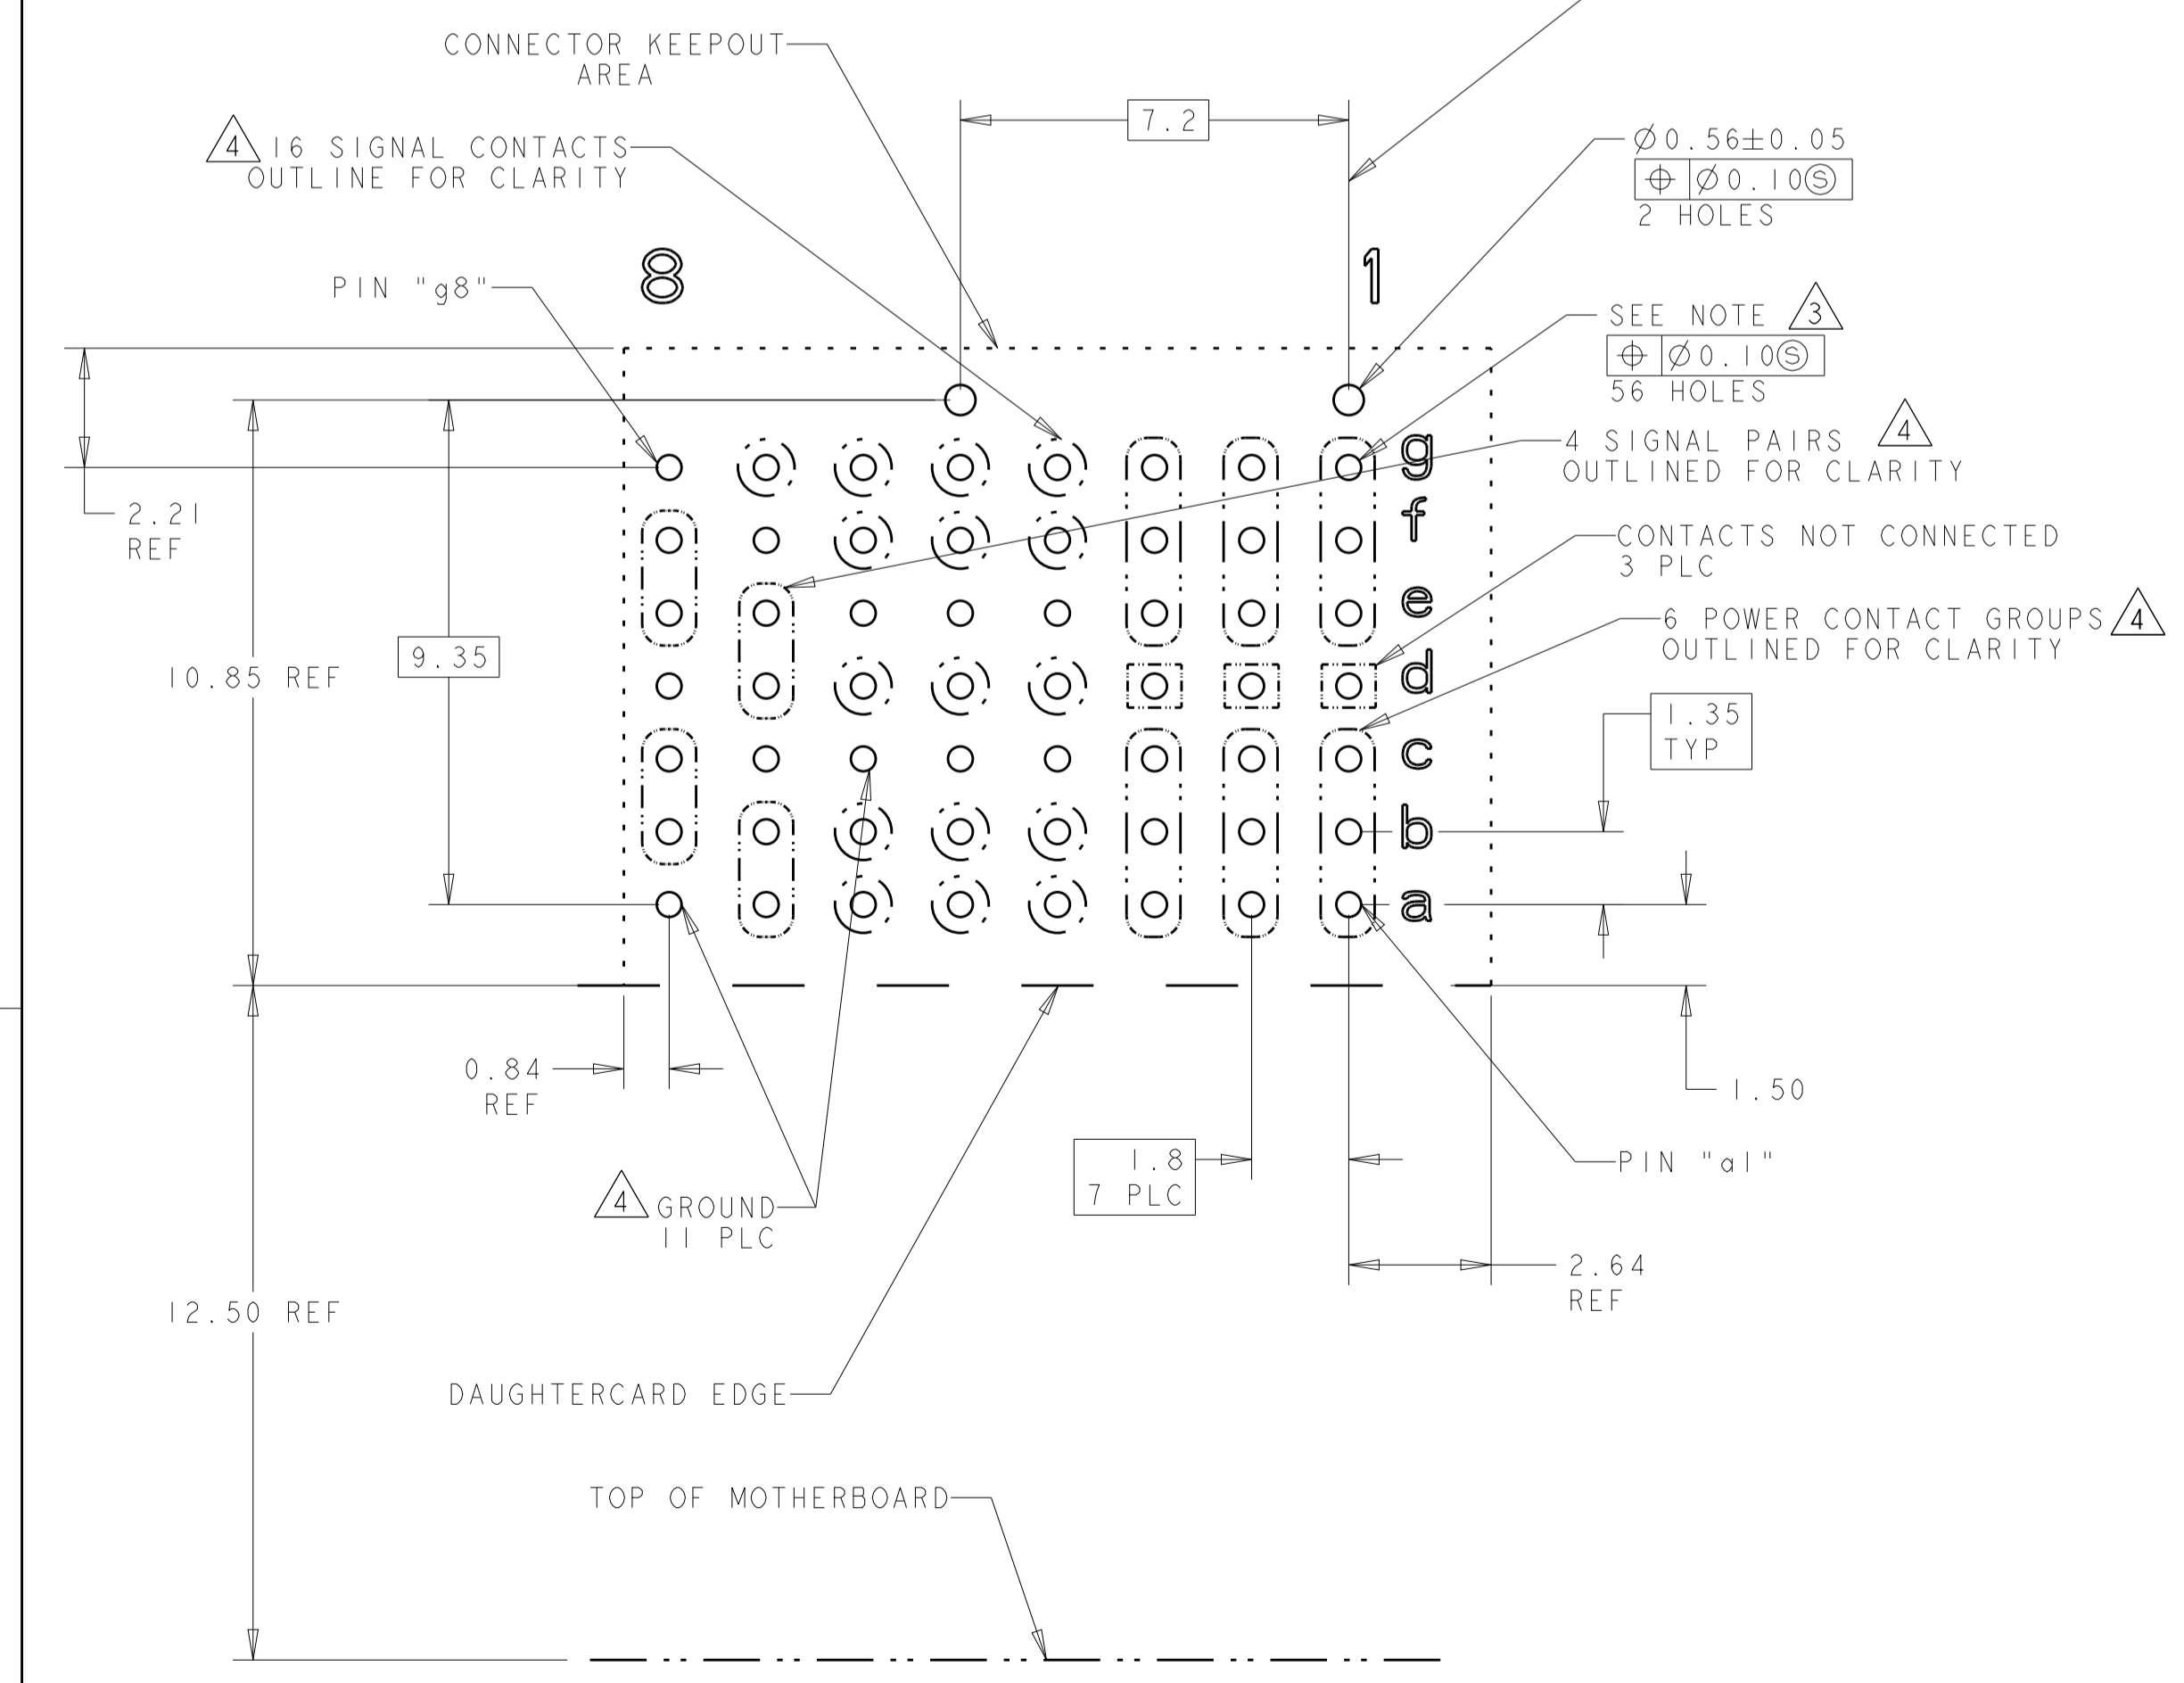 CONNECTOR KEEPOUT
AREA
7.2
4 16 SIGNAL CONTACTS
OUTLINE FOR CLARITY
Ø0.56±0.05
⌖ Ø0.10Ⓢ
2 HOLES
8
1
PIN "g8"
SEE NOTE 3
⌖ Ø0.10Ⓢ
56 HOLES
4 SIGNAL PAIRS 4
OUTLINED FOR CLARITY
g
f
e
d
c
b
a
2.21
REF
CONTACTS NOT CONNECTED
3 PLC
6 POWER CONTACT GROUPS 4
OUTLINED FOR CLARITY
10.85 REF
9.35
1.35
TYP
0.84
REF
1.50
1.8
7 PLC
PIN "a1"
4 GROUND
11 PLC
2.64
REF
12.50 REF
DAUGHTERCARD EDGE
TOP OF MOTHERBOARD